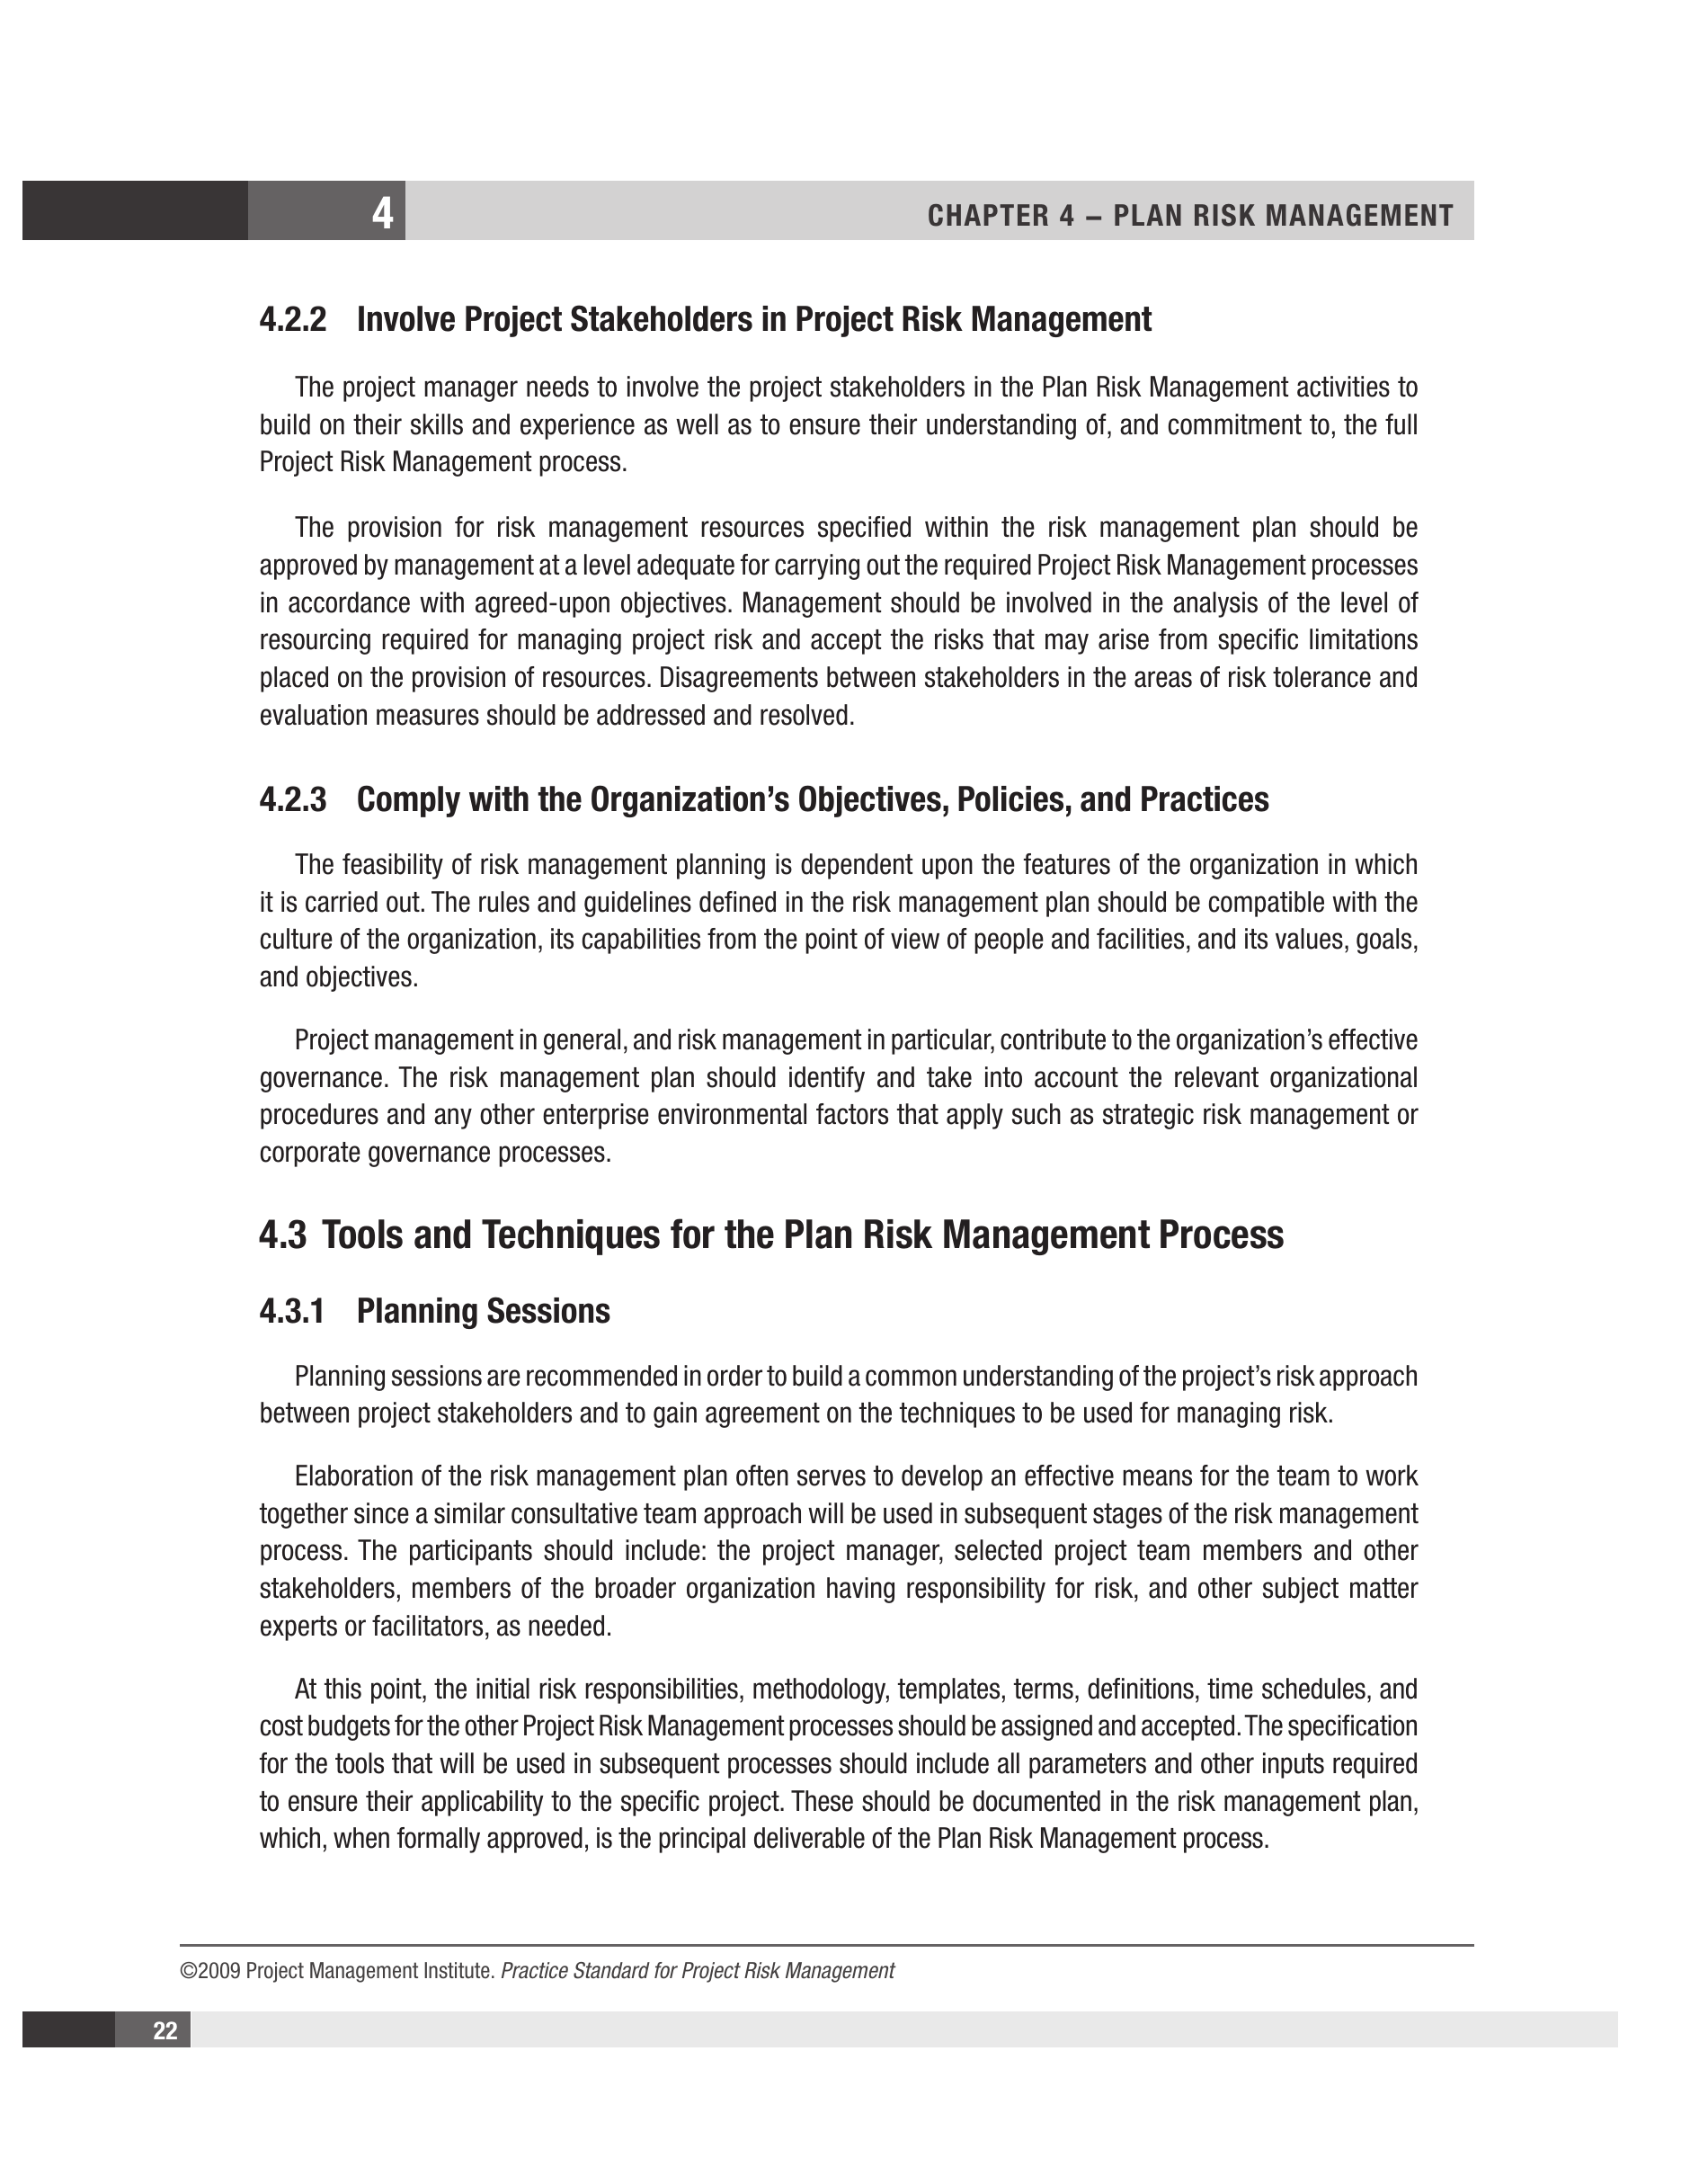 4
CHAPTER 4 – PLAN RISK MANAGEMENT
4.2.2 Involve Project Stakeholders in Project Risk Management
The project manager needs to involve the project stakeholders in the Plan Risk Management activities to
build on their skills and experience as well as to ensure their understanding of, and commitment to, the full
Project Risk Management process.
The provision for risk management resources specified within the risk management plan should be
approved by management at a level adequate for carrying out the required Project Risk Management processes
in accordance with agreed-upon objectives. Management should be involved in the analysis of the level of
resourcing required for managing project risk and accept the risks that may arise from specific limitations
placed on the provision of resources. Disagreements between stakeholders in the areas of risk tolerance and
evaluation measures should be addressed and resolved.
4.2.3 Comply with the Organization’s Objectives, Policies, and Practices
The feasibility of risk management planning is dependent upon the features of the organization in which
it is carried out. The rules and guidelines defined in the risk management plan should be compatible with the
culture of the organization, its capabilities from the point of view of people and facilities, and its values, goals,
and objectives.
Project management in general, and risk management in particular, contribute to the organization’s effective
governance. The risk management plan should identify and take into account the relevant organizational
procedures and any other enterprise environmental factors that apply such as strategic risk management or
corporate governance processes.
4.3 Tools and Techniques for the Plan Risk Management Process
4.3.1 Planning Sessions
Planning sessions are recommended in order to build a common understanding of the project’s risk approach
between project stakeholders and to gain agreement on the techniques to be used for managing risk.
Elaboration of the risk management plan often serves to develop an effective means for the team to work
together since a similar consultative team approach will be used in subsequent stages of the risk management
process. The participants should include: the project manager, selected project team members and other
stakeholders, members of the broader organization having responsibility for risk, and other subject matter
experts or facilitators, as needed.
At this point, the initial risk responsibilities, methodology, templates, terms, definitions, time schedules, and
cost budgets for the other Project Risk Management processes should be assigned and accepted. The specification
for the tools that will be used in subsequent processes should include all parameters and other inputs required
to ensure their applicability to the specific project. These should be documented in the risk management plan,
which, when formally approved, is the principal deliverable of the Plan Risk Management process.
©2009 Project Management Institute. Practice Standard for Project Risk Management
22